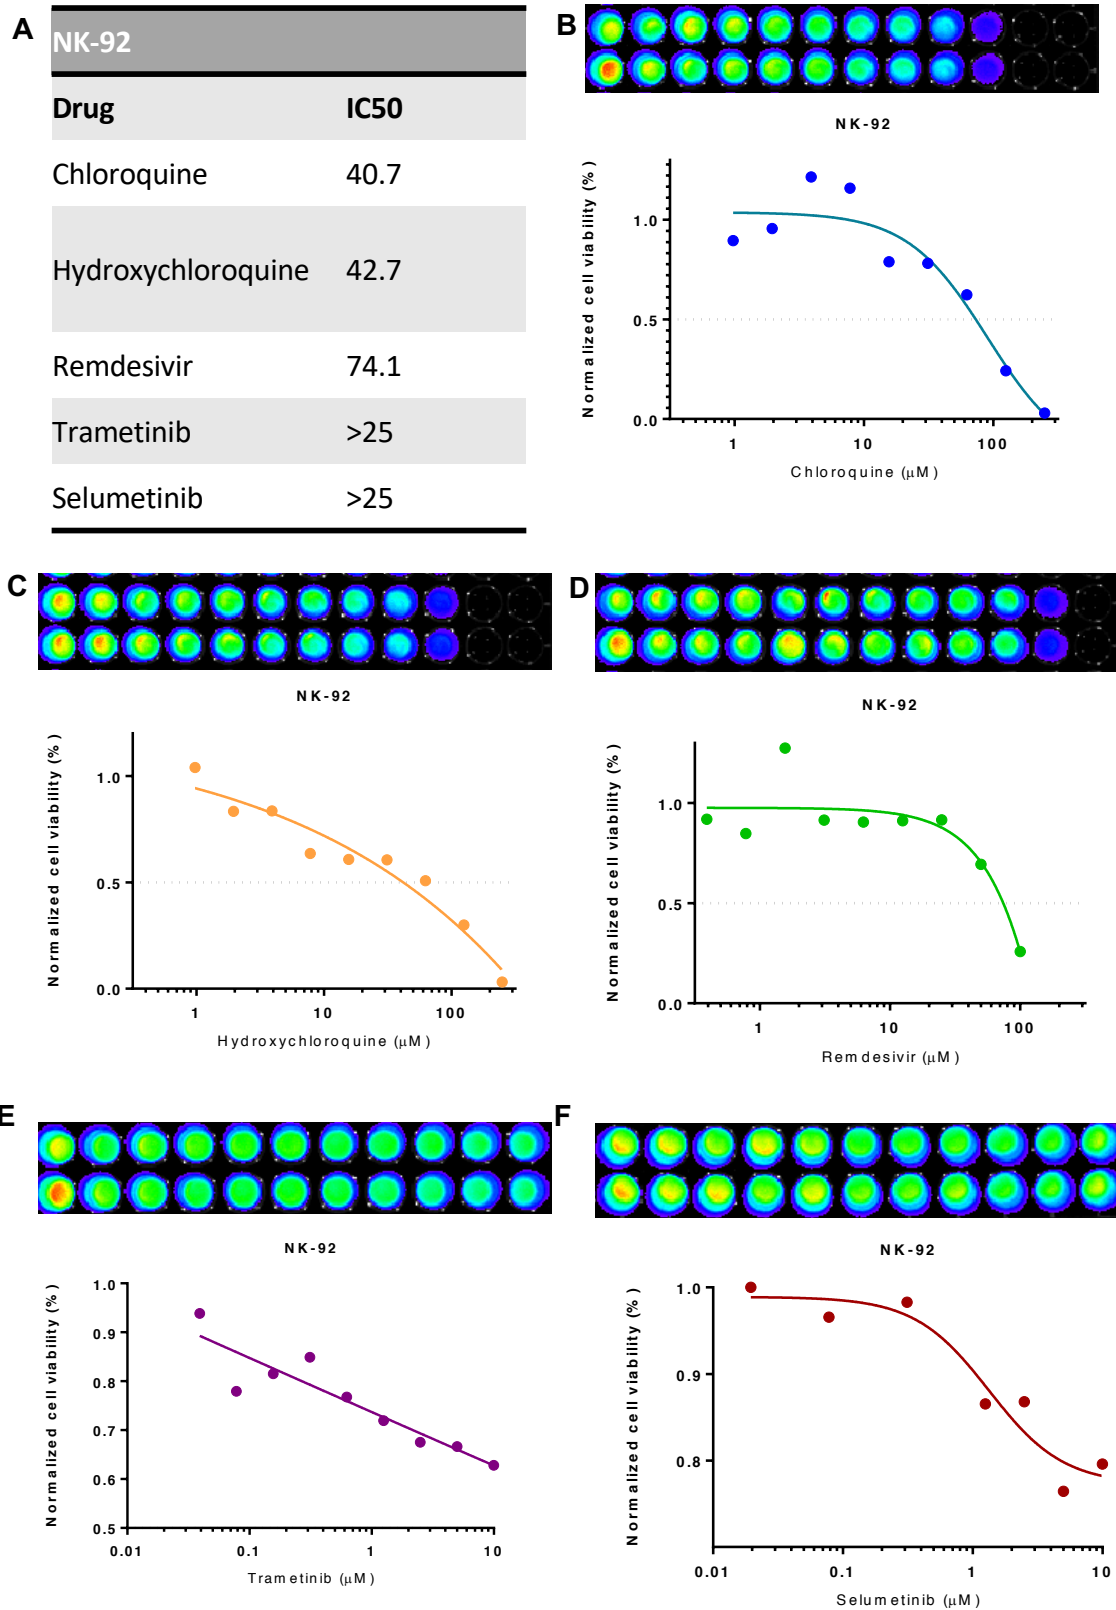 A
NK-92
Drug IC50
Chloroquine 40.7
Hydroxychloroquine 42.7
Remdesivir 74.1
Trametinib >25
Selumetinib >25
B
NK-92
Normalized cell viability (%)
1.0
0.5
0.0
1 10 100
Chloroquine (μM)
C
NK-92
Normalized cell viability (%)
1.0
0.5
0.0
1 10 100
Hydroxychloroquine (μM)
D
NK-92
Normalized cell viability (%)
1.0
0.5
0.0
1 10 100
Remdesivir (μM)
E
NK-92
Normalized cell viability (%)
1.0
0.9
0.8
0.7
0.6
0.5
0.01 0.1 1 10
Trametinib (μM)
F
NK-92
Normalized cell viability (%)
1.0
0.9
0.8
0.01 0.1 1 10
Selumetinib (μM)